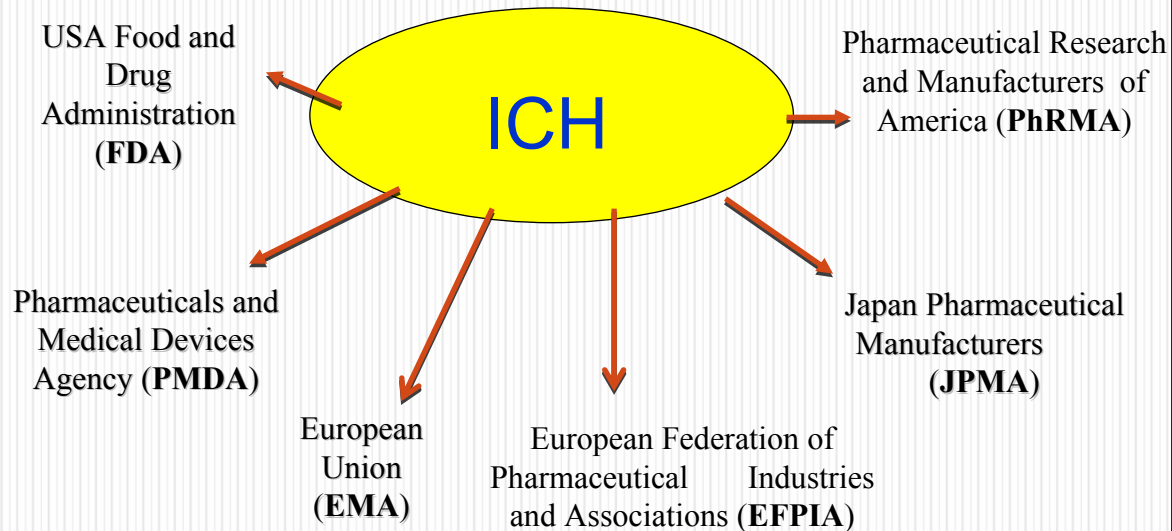 USA Food and
Drug
Administration
(FDA)
ICH
Pharmaceutical Research
and Manufacturers of
America (PhRMA)
Pharmaceuticals and
Medical Devices
Agency (PMDA)
European
Union
(EMA)
European Federation of
Pharmaceutical Industries
and Associations (EFPIA)
Japan Pharmaceutical
Manufacturers
(JPMA)